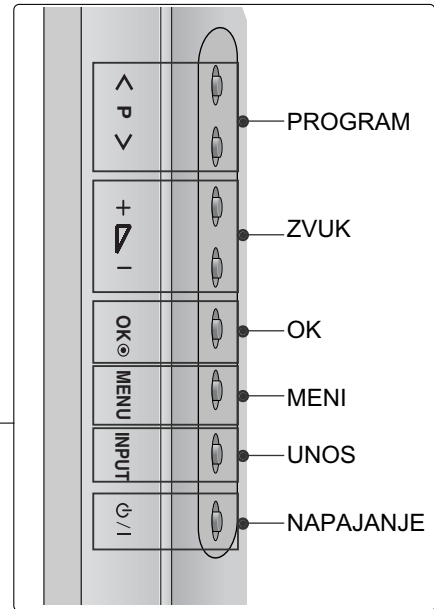 < P >
PROGRAM
+ -
ZVUK
OK
OK
MENU
MENI
INPUT
UNOS
⏻/I
NAPAJANJE